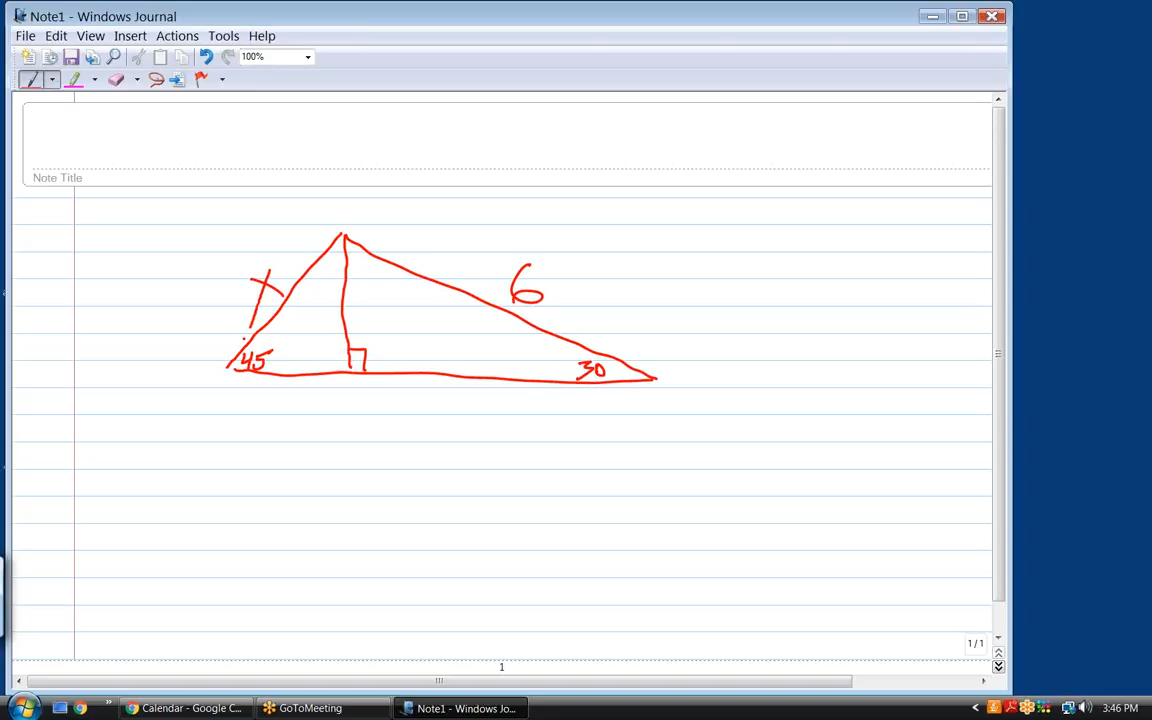 Note1 - Windows Journal
File Edit View Insert Actions Tools Help
100%
Note Title
x
6
45
30
1/1
1
Calendar - Google C...
GoToMeeting
Note1 - Windows Jo...
3:46 PM